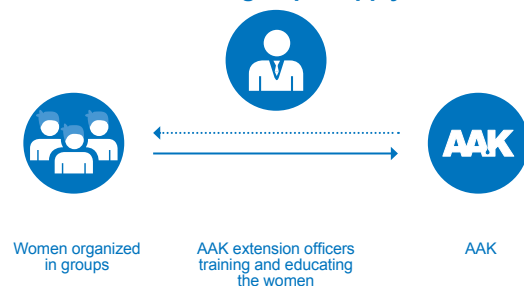 AAK
Women organized
in groups
AAK extension officers
training and educating
the women
AAK